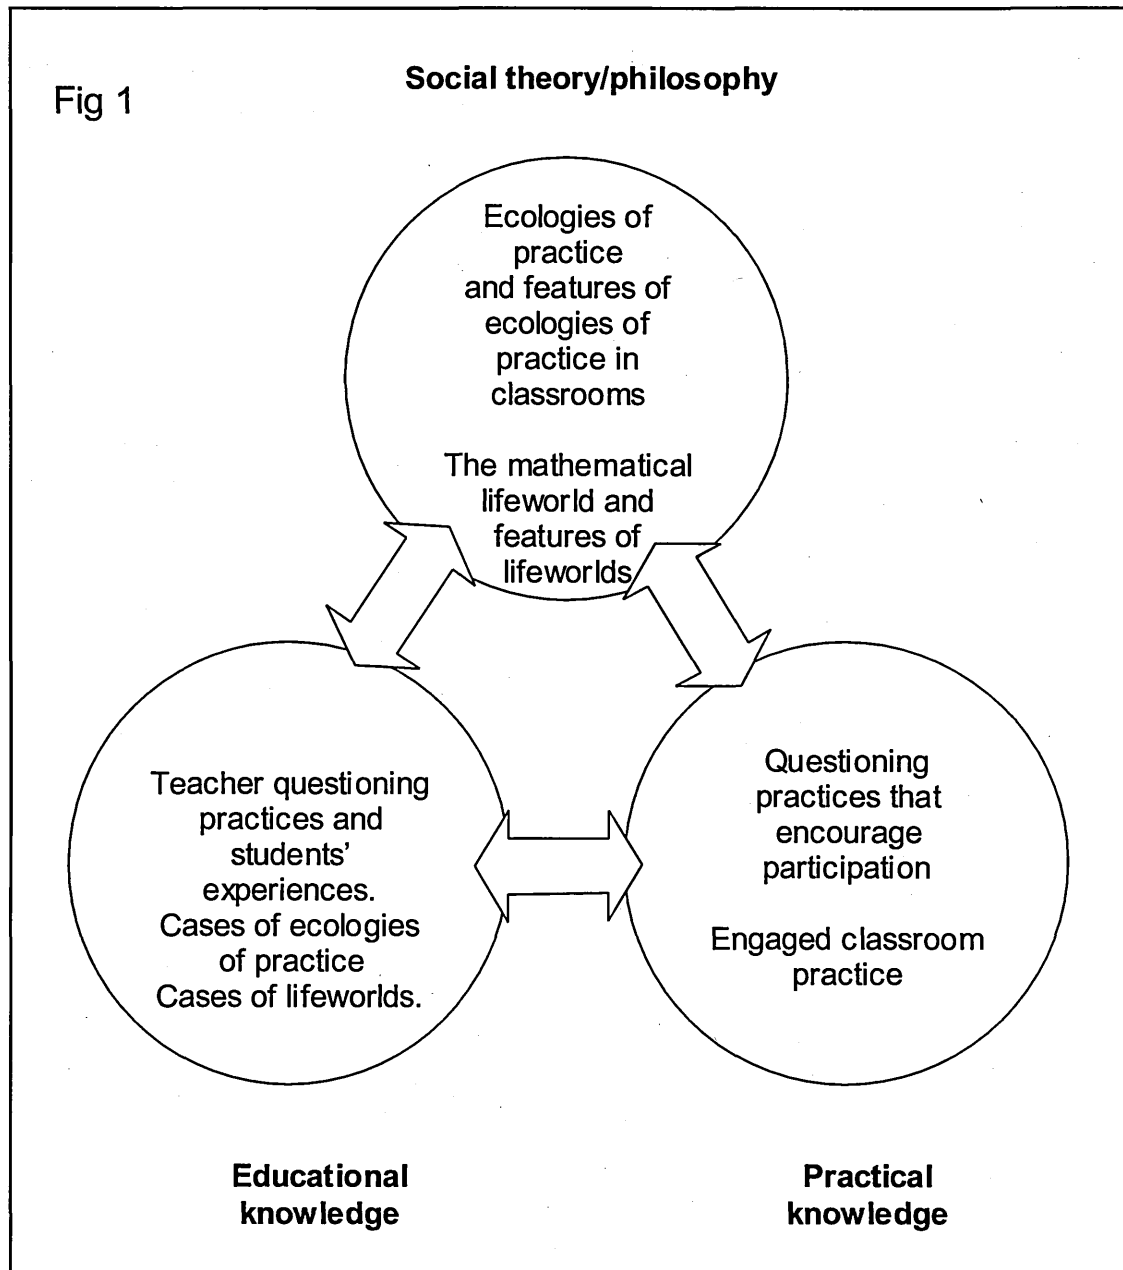 Fig 1
Social theory/philosophy
Ecologies of
practice
and features of
ecologies of
practice in
classrooms
The mathematical
lifeworld and
features of
lifeworlds
Teacher questioning
practices and
students'
experiences.
Cases of ecologies
of practice
Cases of lifeworlds.
Questioning
practices that
encourage
participation
Engaged classroom
practice
Educational
knowledge
Practical
knowledge